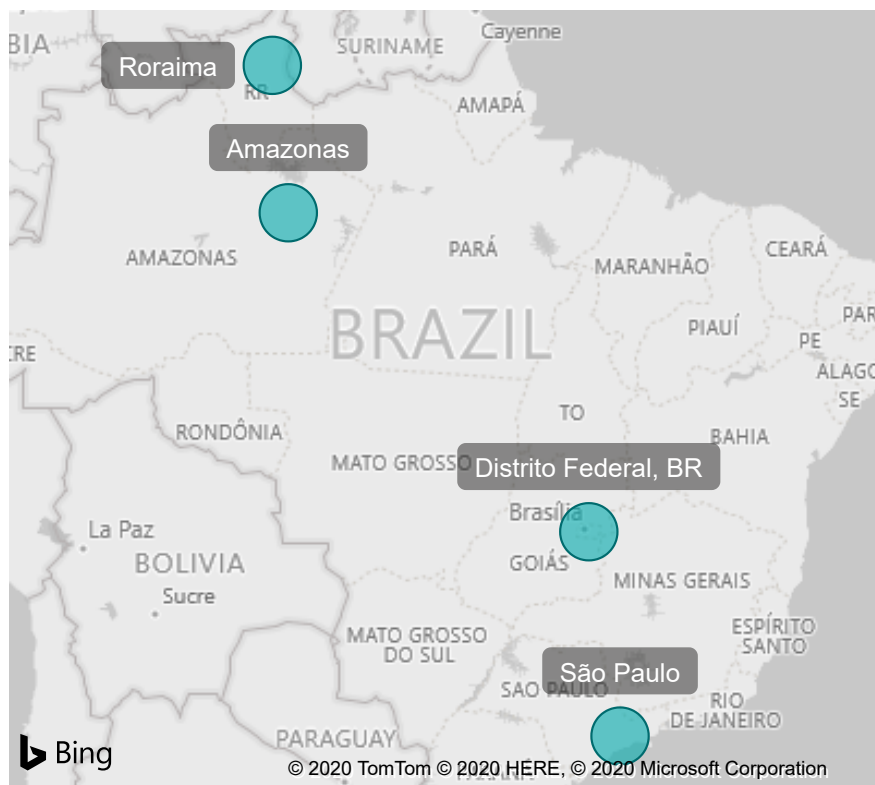 BIA
SURINAME
Cayenne
Roraima
RR
AMAPÁ
Amazonas
AMAZONAS
PARÁ
MARANHÃO
CEARÁ
BRAZIL
PIAUÍ
PAR
PE
CRE
ALAGO
SE
TO
RONDÔNIA
BAHIA
MATO GROSSO
Distrito Federal, BR
Brasília
La Paz
BOLIVIA
GOIÁS
MINAS GERAIS
Sucre
ESPÍRITO
SANTO
MATO GROSSO
DO SUL
São Paulo
SAO PAULO
RIO
DE JANEIRO
PARAGUAY
Bing
© 2020 TomTom © 2020 HERE, © 2020 Microsoft Corporation